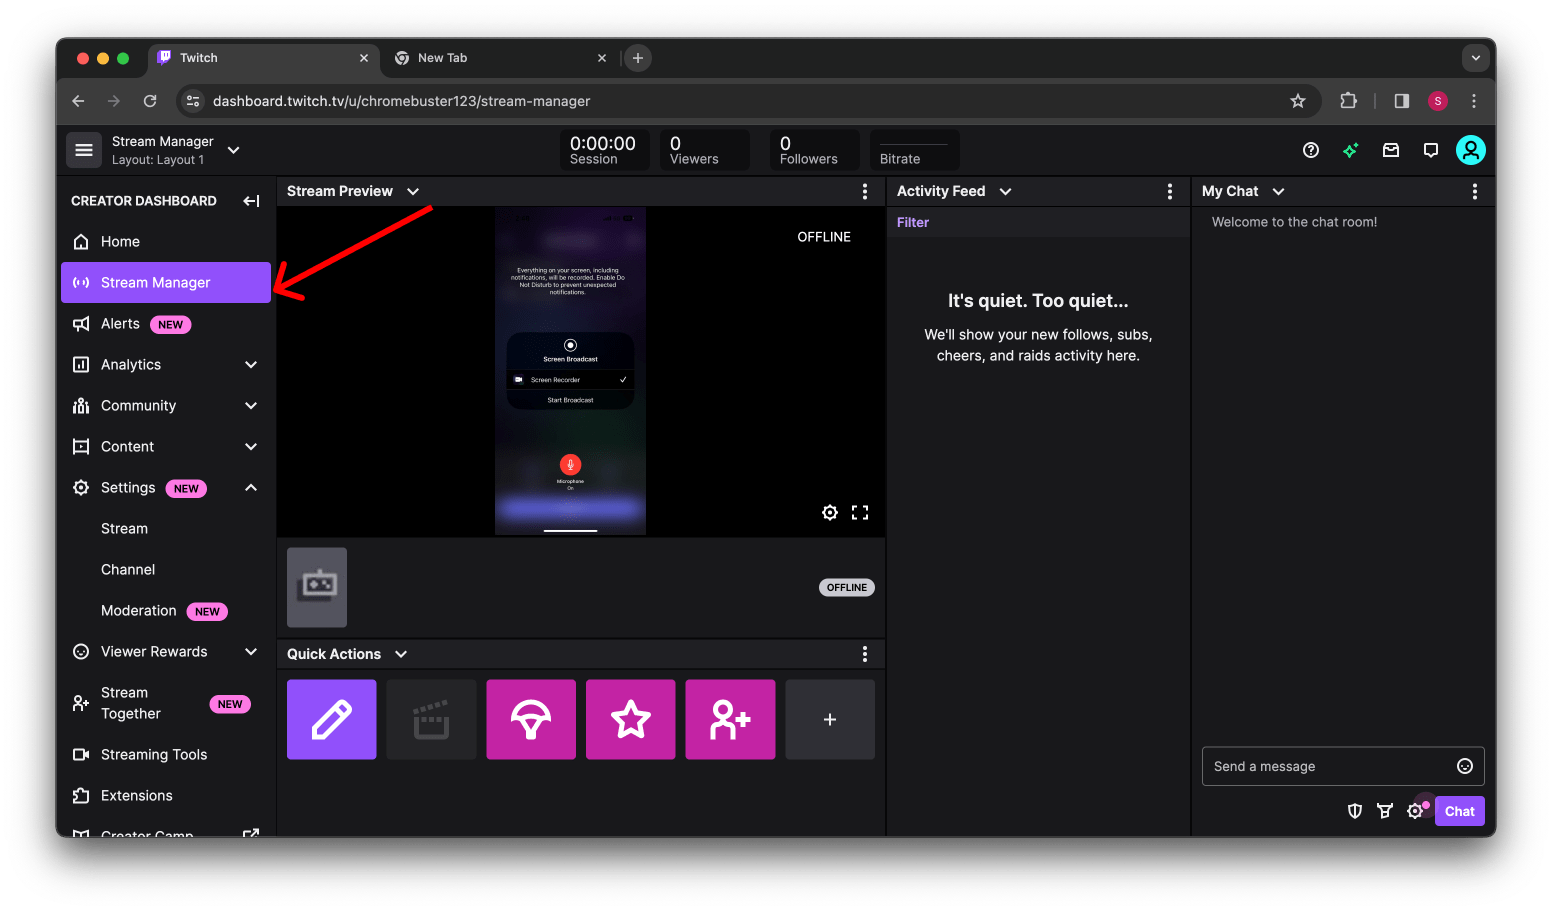 Twitch
New Tab
dashboard.twitch.tv/u/chromebuster123/stream-manager
S
Stream Manager
Layout: Layout 1
0:00:00
Session
0
Viewers
0
Followers
Bitrate
CREATOR DASHBOARD
Home
Stream Manager
Alerts NEW
Analytics
Community
Content
Settings NEW
Stream
Channel
Moderation NEW
Viewer Rewards
Stream
Together NEW
Streaming Tools
Extensions
Creator Camp
Stream Preview
OFFLINE
Everything on your screen, including
notifications, will be recorded. Enable Do
Not Disturb to prevent unexpected
notifications.
Screen Broadcast
Screen Recorder
Start Broadcast
Microphone
On
OFFLINE
Quick Actions
Activity Feed
Filter
It's quiet. Too quiet...
We'll show your new follows, subs,
cheers, and raids activity here.
My Chat
Welcome to the chat room!
Send a message
Chat